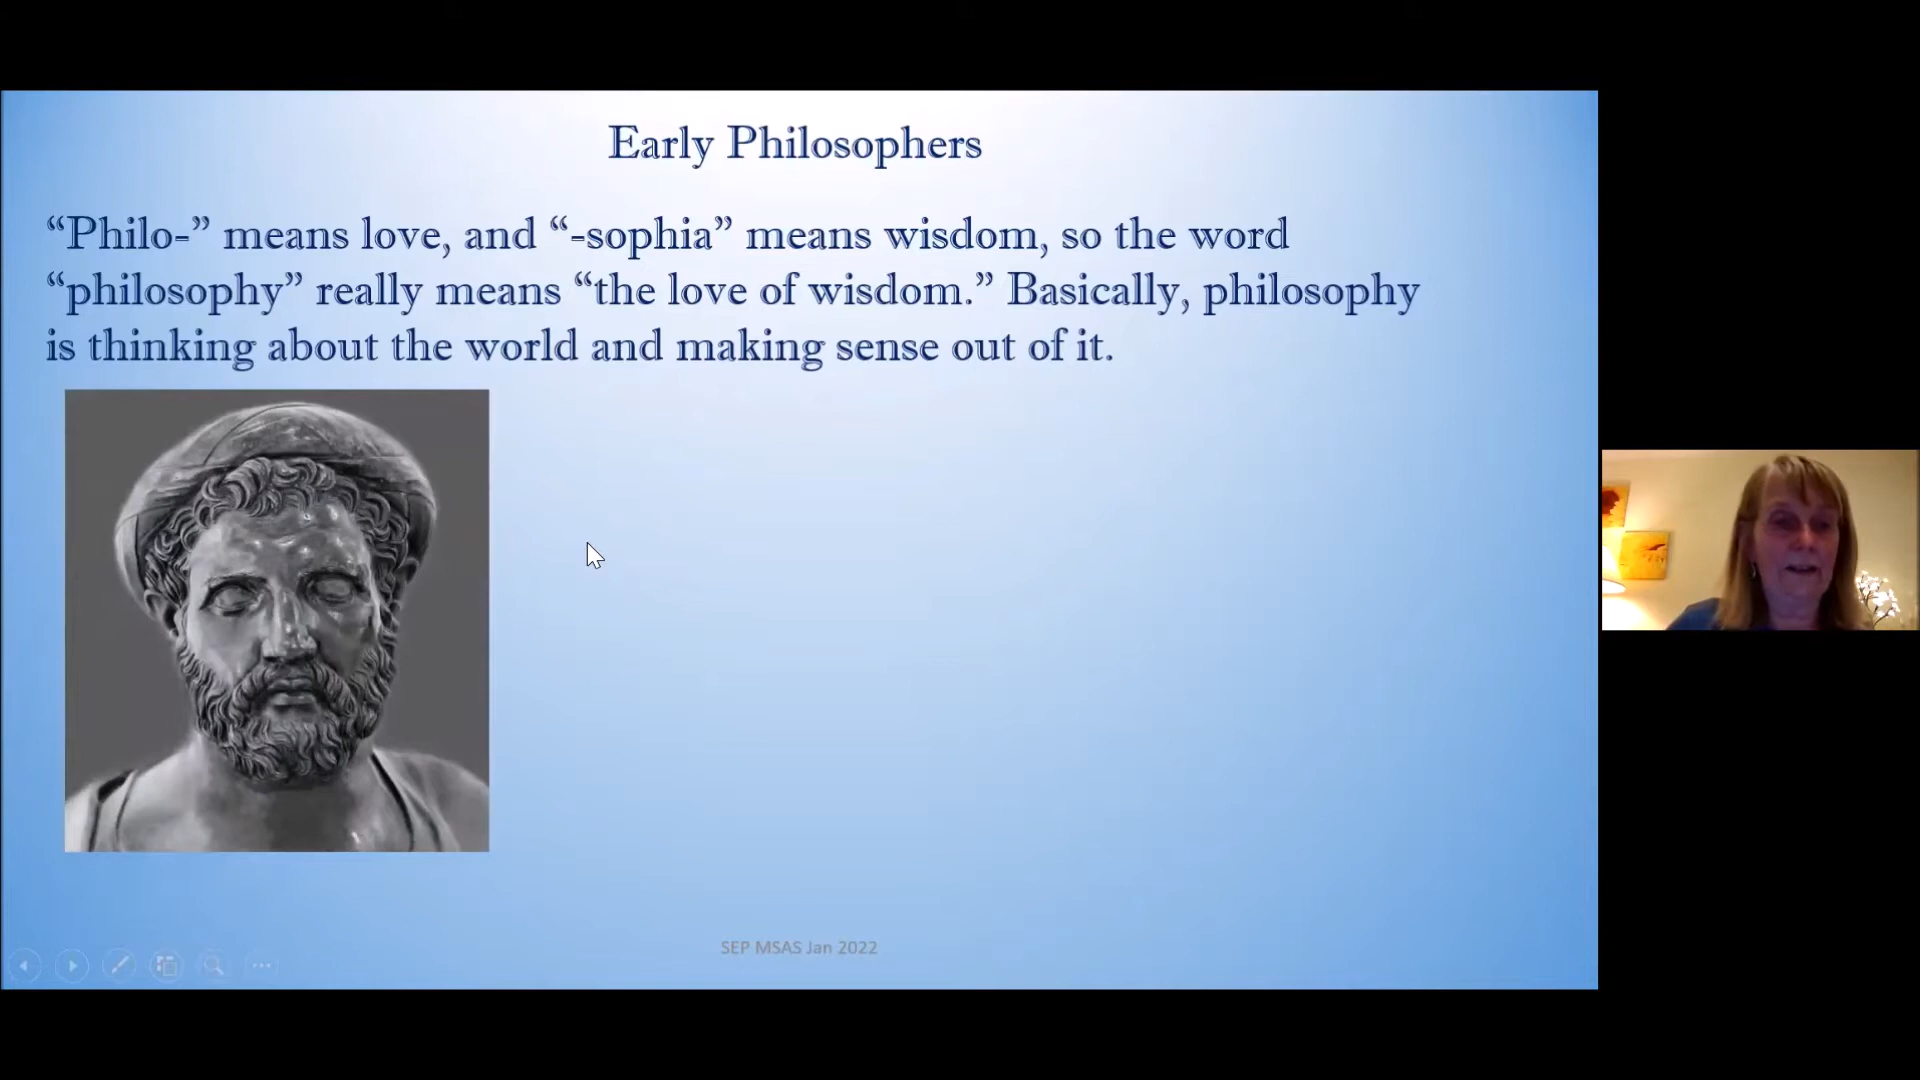 Early Philosophers
“Philo-” means love, and “-sophia” means wisdom, so the word
“philosophy” really means “the love of wisdom.” Basically, philosophy
is thinking about the world and making sense out of it.
SEP MSAS Jan 2022